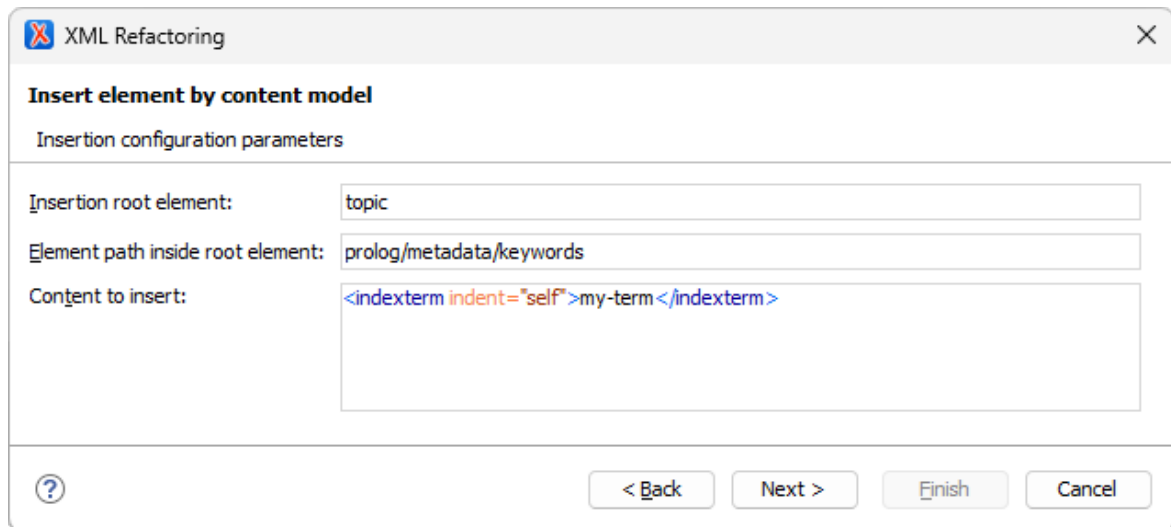 XML Refactoring
Insert element by content model
Insertion configuration parameters
Insertion root element: topic
Element path inside root element: prolog/metadata/keywords
Content to insert: <indexterm indent="self">my-term</indexterm>
? < Back Next > Finish Cancel